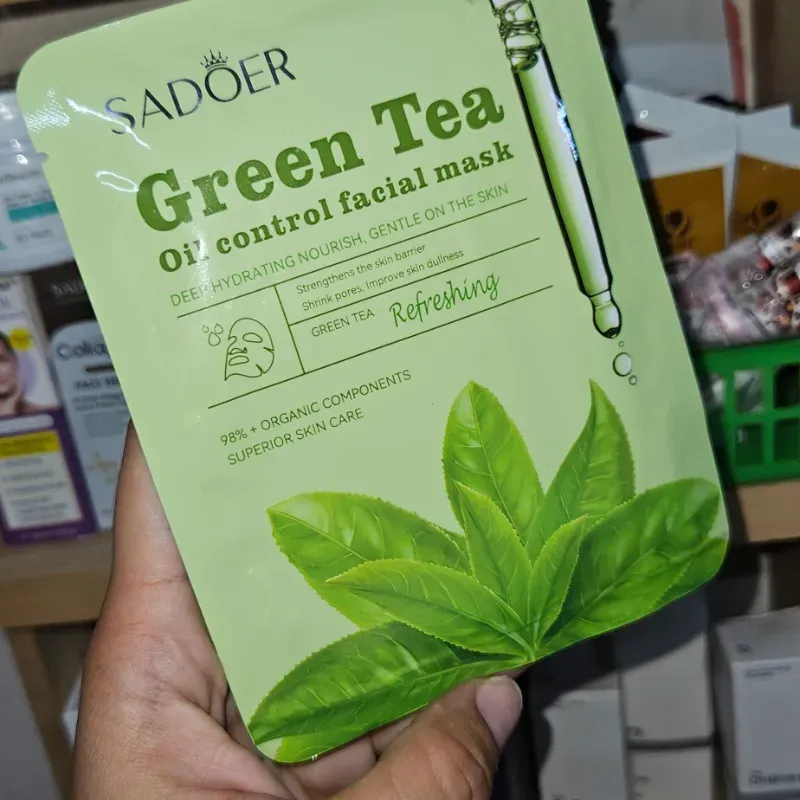 SADOER
Green Tea
Oil control facial mask
DEEP HYDRATING NOURISH, GENTLE ON THE SKIN
Strengthens the skin barrier
Shrink pores, Improve skin dullness
GREEN TEA Refreshing
98% + ORGANIC COMPONENTS
SUPERIOR SKIN CARE